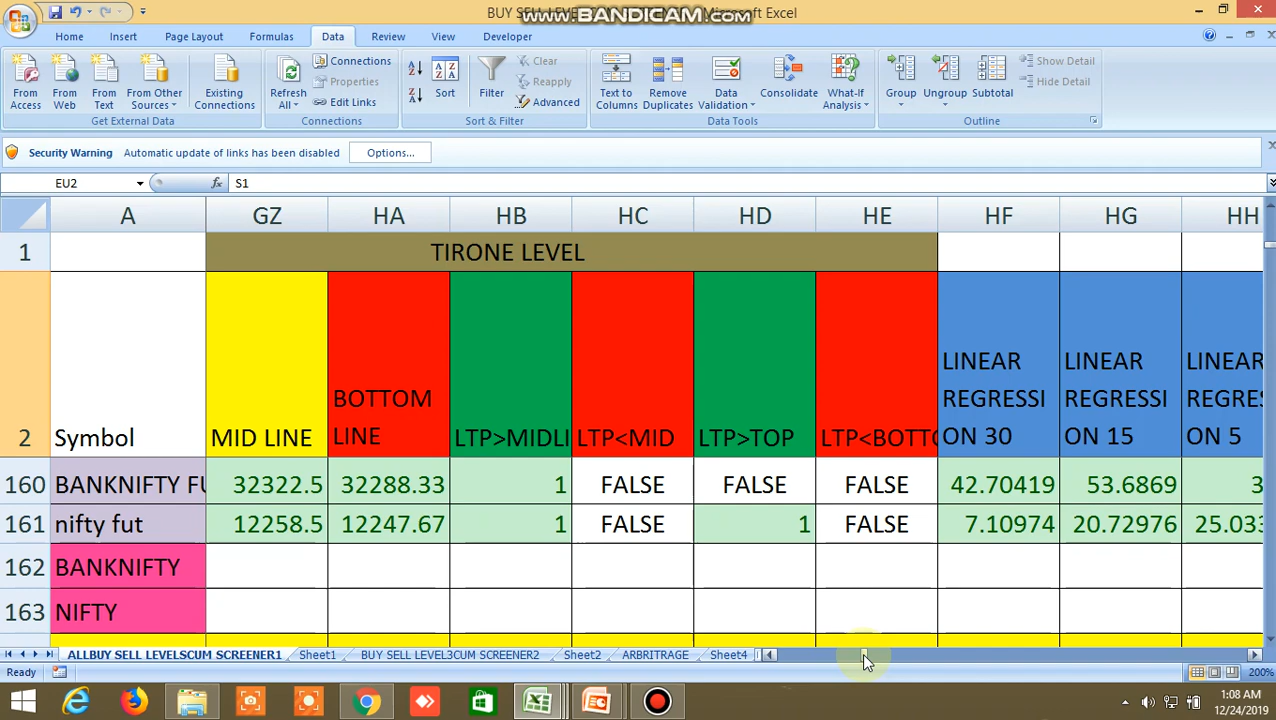 BUY SELL LEVEL
www.BANDICAM.com
Microsoft Excel
Home Insert Page Layout Formulas Data Review View Developer
From Access
From Web
From Text
From Other Sources
Existing Connections
Get External Data
Refresh All
Connections
Properties
Edit Links
Connections
Sort
Filter
Clear
Reapply
Advanced
Sort & Filter
Text to Columns
Remove Duplicates
Data Validation
Consolidate
What-If Analysis
Data Tools
Group
Ungroup
Subtotal
Show Detail
Hide Detail
Outline
Security Warning Automatic update of links has been disabled Options...
EU2 fx S1
A GZ HA HB HC HD HE HF HG HH
1 TIRONE LEVEL
2 Symbol MID LINE BOTTOM LINE LTP>MIDLI LTP<MID LTP>TOP LTP<BOTTO LINEAR REGRESSI ON 30 LINEAR REGRESSI ON 15 LINEAR REGRESSI ON 5
160 BANKNIFTY FU 32322.5 32288.33 1 FALSE FALSE FALSE 42.70419 53.6869 3
161 nifty fut 12258.5 12247.67 1 FALSE 1 FALSE 7.10974 20.72976 25.033
162 BANKNIFTY
163 NIFTY
ALLBUY SELL LEVELSCUM SCREENER1 Sheet1 BUY SELL LEVEL3CUM SCREENER2 Sheet2 ARBRITRAGE Sheet4
Ready 200%
1:08 AM
12/24/2019